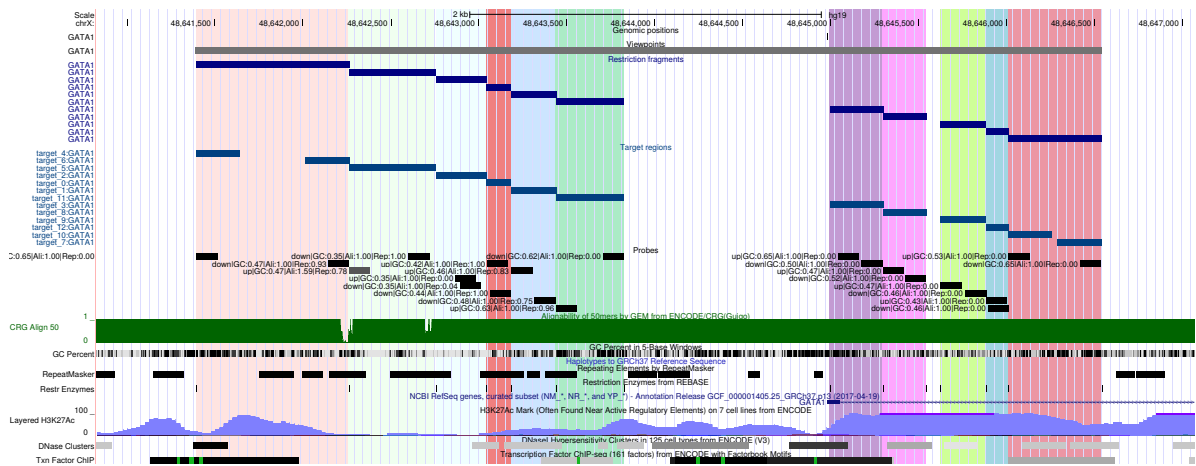 Scale 2 kb hg19
chrX: 48,641,500 48,642,000 48,642,500 48,643,000 48,643,500 48,644,000 48,644,500 48,645,000 48,645,500 48,646,000 48,646,500 48,647,000
Genomic positions
GATA1
Viewpoints
GATA1
Restriction fragments
GATA1
GATA1
GATA1
GATA1
GATA1
GATA1
GATA1
GATA1
GATA1
GATA1
GATA1
Target regions
target_4:GATA1
target_6:GATA1
target_5:GATA1
target_2:GATA1
target_0:GATA1
target_1:GATA1
target_11:GATA1
target_3:GATA1
target_8:GATA1
target_9:GATA1
target_12:GATA1
target_10:GATA1
target_7:GATA1
Probes
C:0.65|Ali:1.00|Rep:0.00 down|GC:0.35|Ali:1.00|Rep:1.00 down|GC:0.62|Ali:1.00|Rep:0.00 up|GC:0.65|Ali:1.00|Rep:0.00 up|GC:0.53|Ali:1.00|Rep:0.00
down|GC:0.47|Ali:1.00|Rep:0.93 up|GC:0.42|Ali:1.00|Rep:1.00 down|GC:0.50|Ali:1.00|Rep:0.00 down|GC:0.65|Ali:1.00|Rep:0.00
up|GC:0.47|Ali:1.59|Rep:0.78 up|GC:0.46|Ali:1.00|Rep:0.83 up|GC:0.47|Ali:1.00|Rep:0.00
up|GC:0.35|Ali:1.00|Rep:0.00 down|GC:0.52|Ali:1.00|Rep:0.00
down|GC:0.35|Ali:1.00|Rep:0.04 up|GC:0.47|Ali:1.00|Rep:0.00
down|GC:0.44|Ali:1.00|Rep:1.00 down|GC:0.46|Ali:1.00|Rep:0.00
down|GC:0.48|Ali:1.00|Rep:0.75 up|GC:0.43|Ali:1.00|Rep:0.00
up|GC:0.63|Ali:1.00|Rep:0.96 down|GC:0.46|Ali:1.00|Rep:0.00
Alignability of 50mers by GEM from ENCODE/CRG(Guigo)
1
CRG Align 50
0
GC Percent in 5-Base Windows
GC Percent
Haplotypes to GRCh37 Reference Sequence
Repeating Elements by RepeatMasker
RepeatMasker
Restriction Enzymes from REBASE
Restr Enzymes
NCBI RefSeq genes, curated subset (NM_*, NR_*, and YP_*) - Annotation Release GCF_000001405.25_GRCh37.p13 (2017-04-19)
GATA1
H3K27Ac Mark (Often Found Near Active Regulatory Elements) on 7 cell lines from ENCODE
100
Layered H3K27Ac
0
DNaseI Hypersensitivity Clusters in 125 cell types from ENCODE (V3)
DNase Clusters
Transcription Factor ChIP-seq (161 factors) from ENCODE with Factorbook Motifs
Txn Factor ChIP